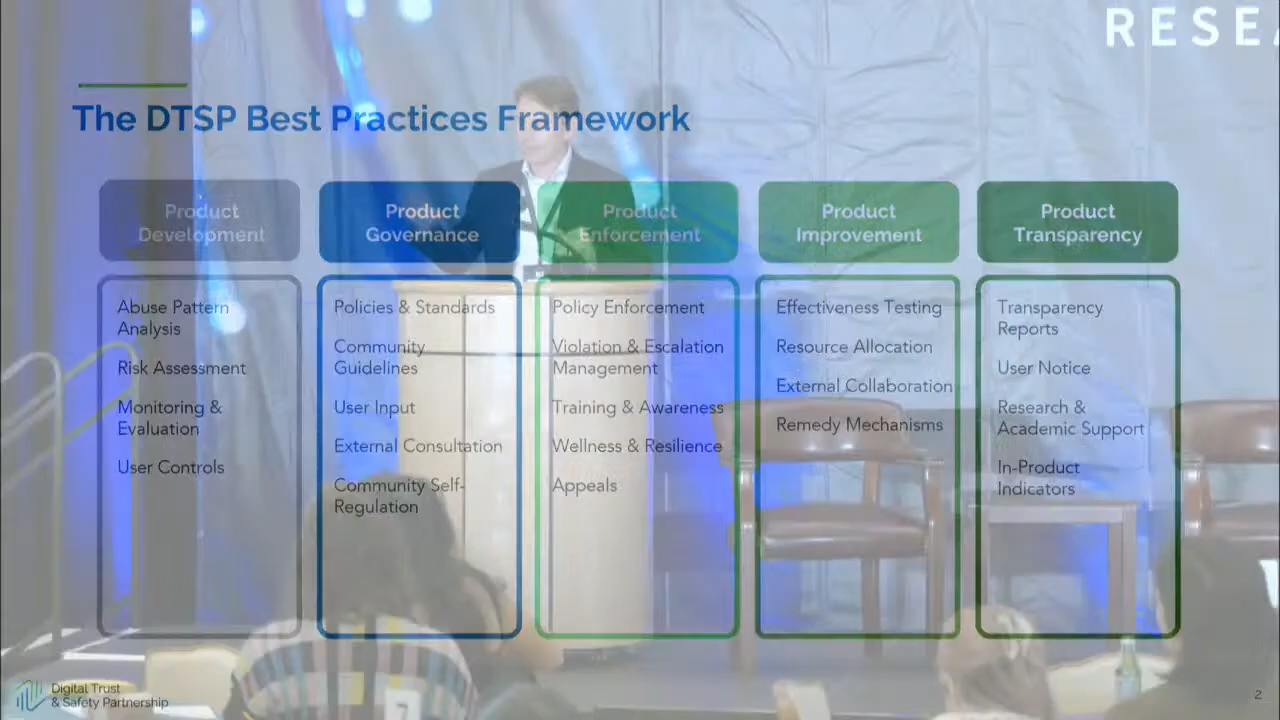 RESEA
The DTSP Best Practices Framework
Product
Development
Product
Governance
Product
Enforcement
Product
Improvement
Product
Transparency
Abuse Pattern
Analysis
Risk Assessment
Monitoring &
Evaluation
User Controls
Policies & Standards
Community
Guidelines
User Input
External Consultation
Community Self-
Regulation
Policy Enforcement
Violation & Escalation
Management
Training & Awareness
Wellness & Resilience
Appeals
Effectiveness Testing
Resource Allocation
External Collaboration
Remedy Mechanisms
Transparency
Reports
User Notice
Research &
Academic Support
In-Product
Indicators
Digital Trust
& Safety Partnership
2